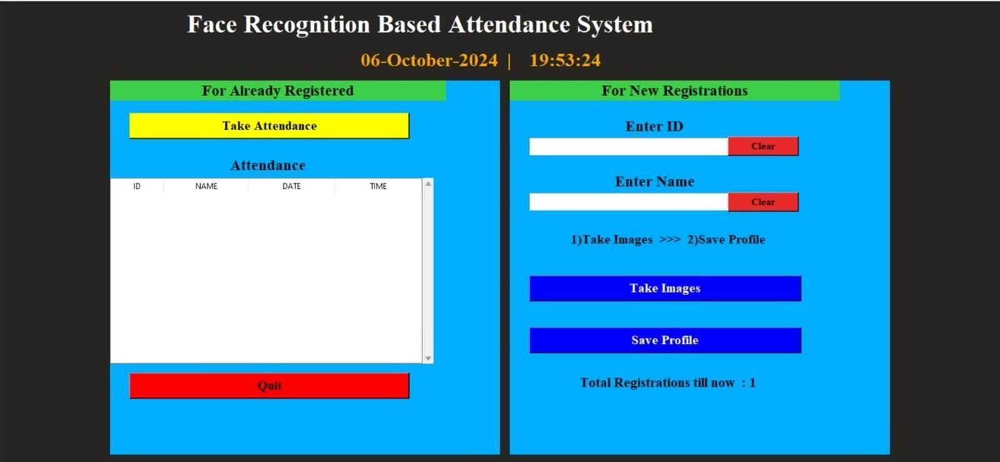 Face Recognition Based Attendance System
06-October-2024 | 19:53:24
For Already Registered
Take Attendance
Attendance
ID NAME DATE TIME
Quit
For New Registrations
Enter ID
Clear
Enter Name
Clear
1)Take Images >>> 2)Save Profile
Take Images
Save Profile
Total Registrations till now : 1